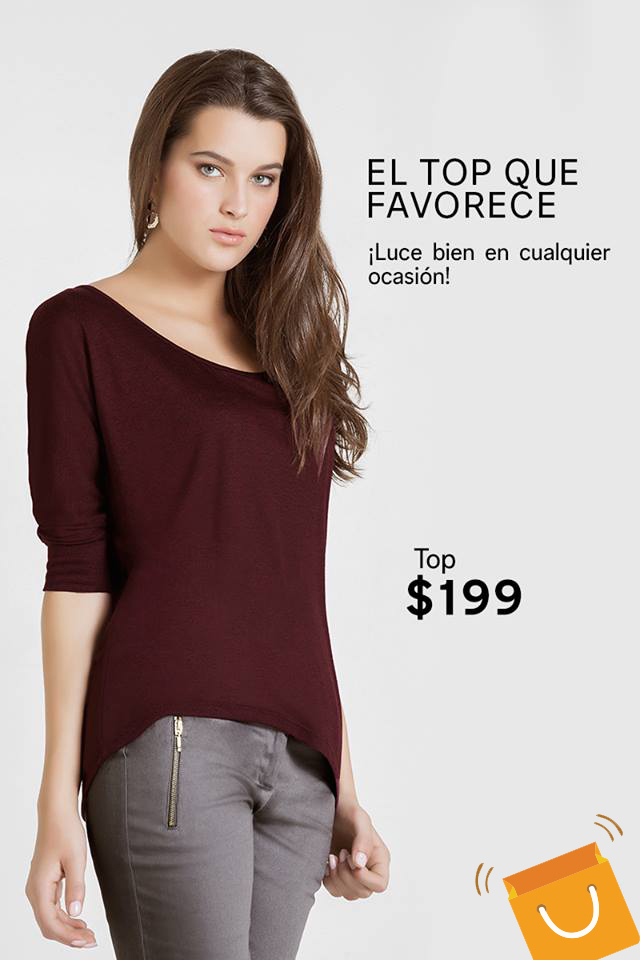 EL TOP QUE
FAVORECE
¡Luce bien en cualquier
ocasión!
Top
$199